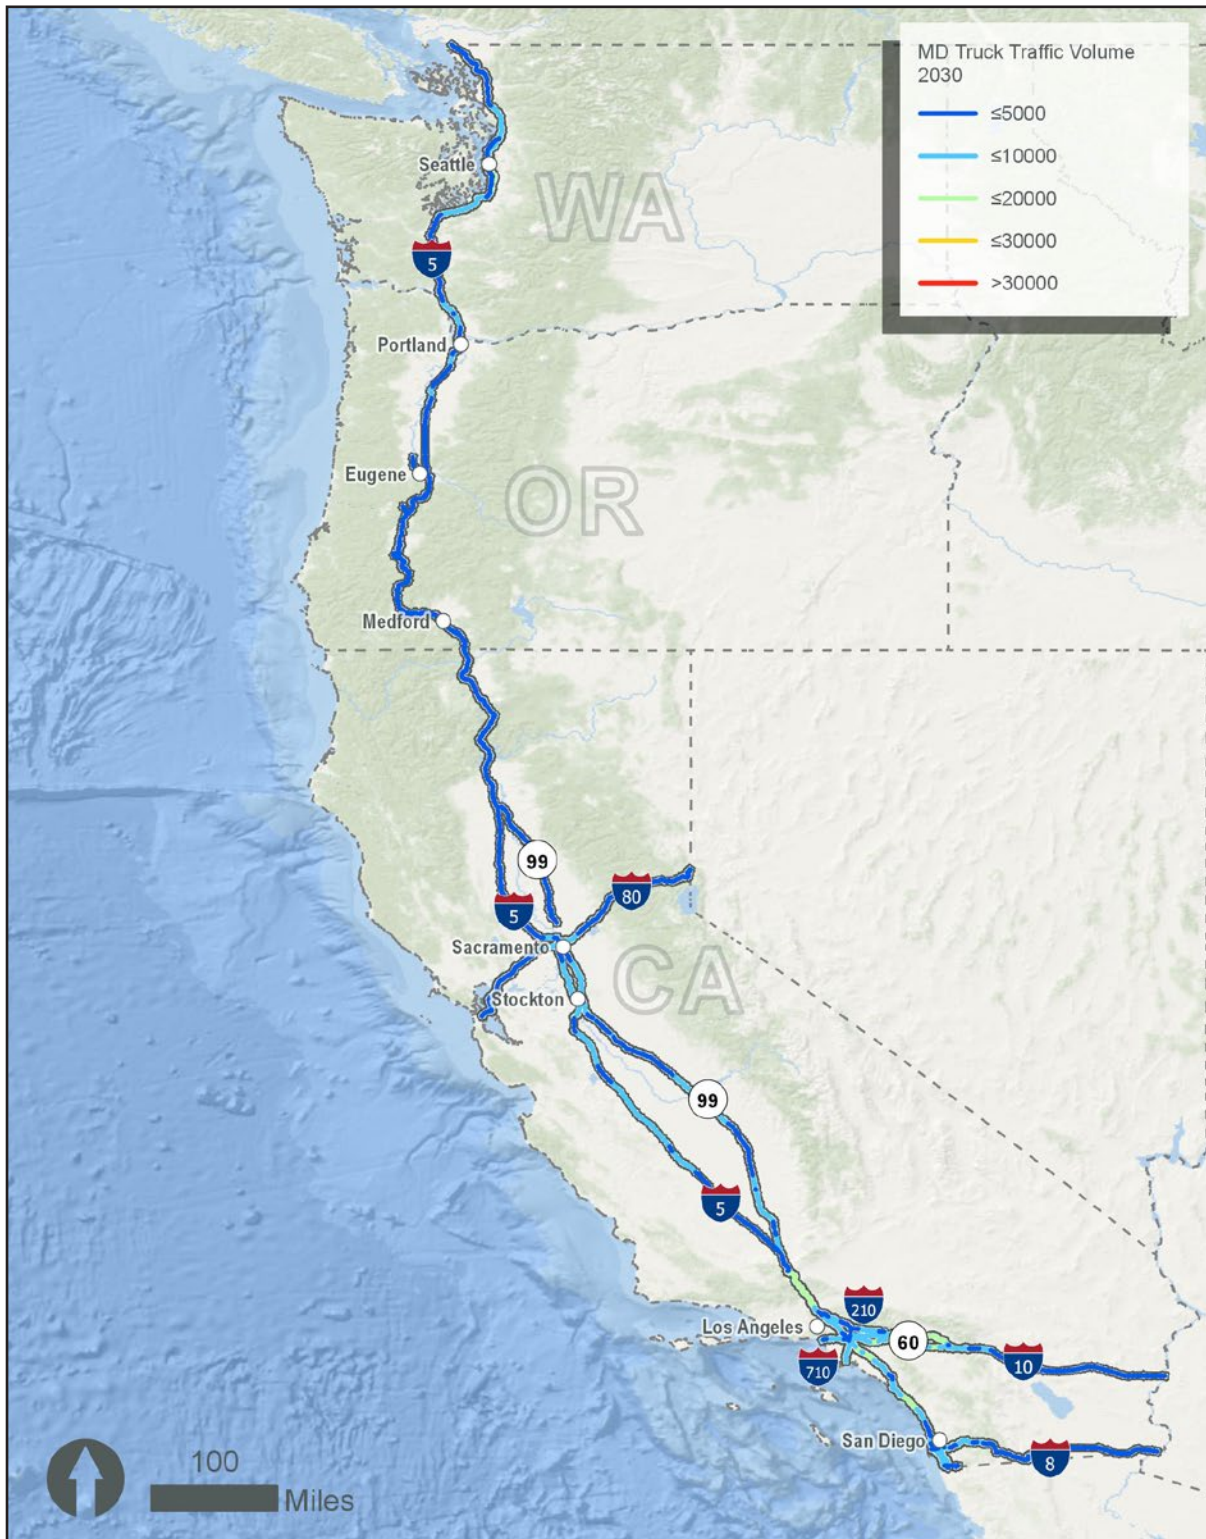 MD Truck Traffic Volume
2030
≤5000
≤10000
≤20000
≤30000
>30000
Seattle
WA
5
Portland
Eugene
OR
Medford
99
80
5
Sacramento
CA
Stockton
99
5
210
Los Angeles
60
710
10
San Diego
8
100
Miles